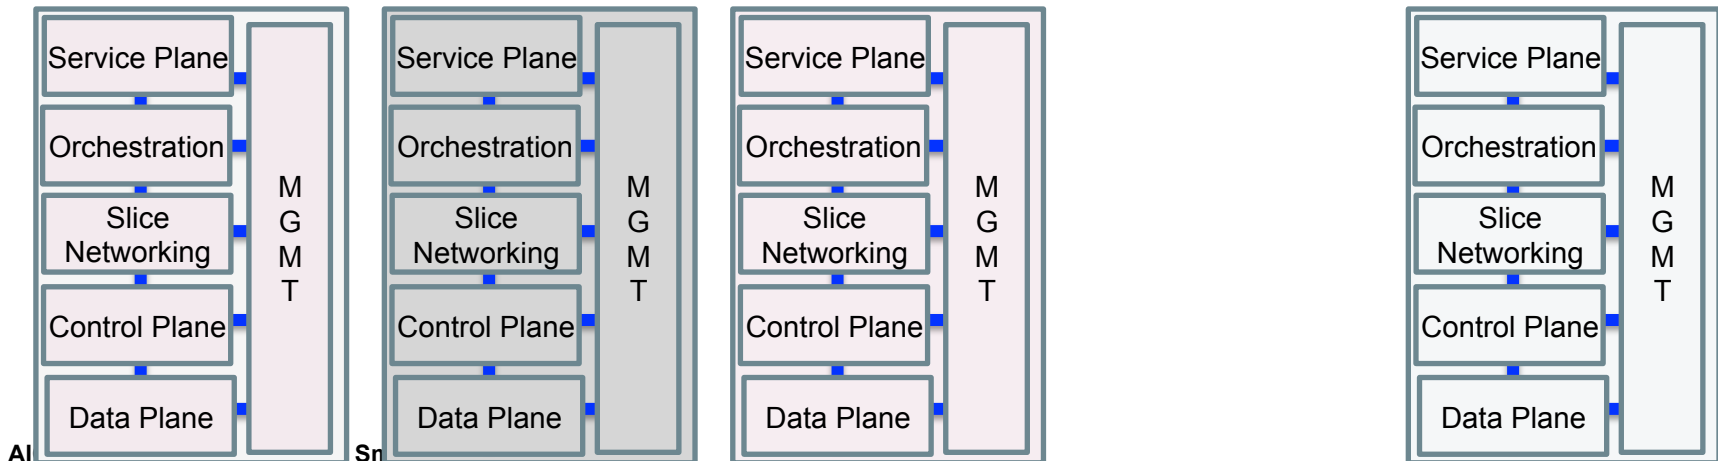 Service Plane
Orchestration
Slice
Networking
Control Plane
Data Plane
M
G
M
T
Service Plane
Orchestration
Slice
Networking
Control Plane
Data Plane
M
G
M
T
Service Plane
Orchestration
Slice
Networking
Control Plane
Data Plane
M
G
M
T
Service Plane
Orchestration
Slice
Networking
Control Plane
Data Plane
M
G
M
T